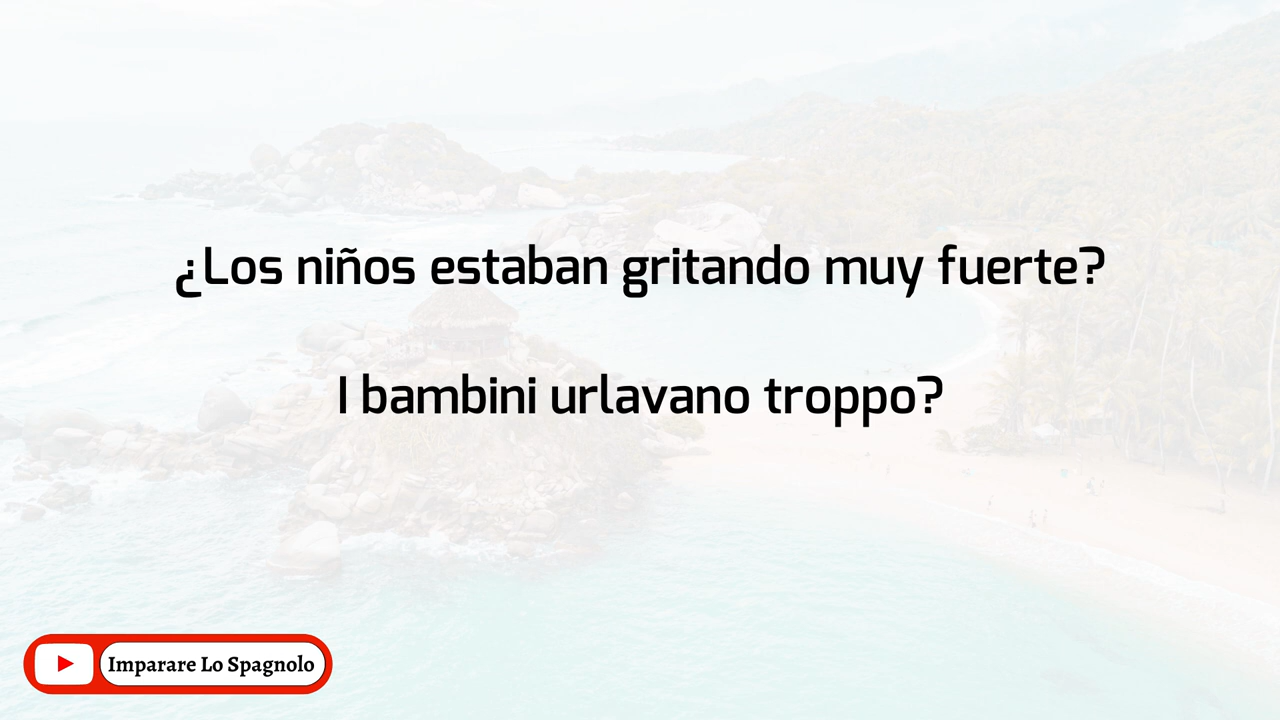 ¿Los niños estaban gritando muy fuerte?
I bambini urlavano troppo?
Imparare Lo Spagnolo